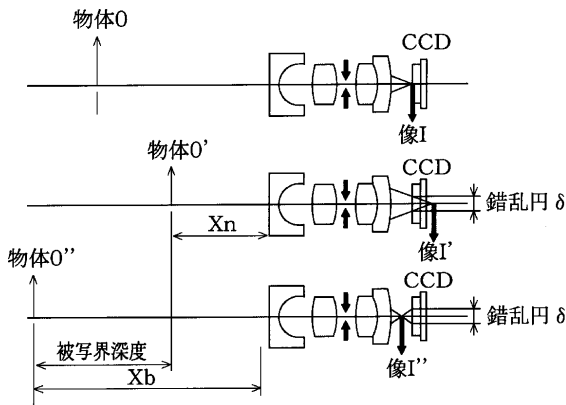 物体O
CCD
像I
物体O'
CCD
Xn
錯乱円 δ
像I'
物体O''
CCD
錯乱円 δ
被写界深度
像I''
Xb